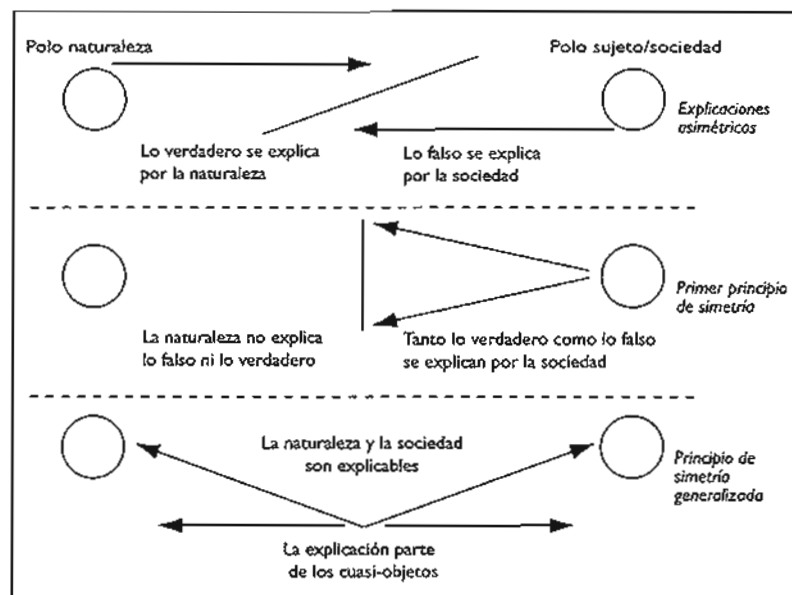 Polo naturaleza
Polo sujeto/sociedad
Explicaciones
asimétricos
Lo verdadero se explica
por la naturaleza
Lo falso se explica
por la sociedad
Primer principio
de simetría
La naturaleza no explica
lo falso ni lo verdadero
Tanto lo verdadero como lo falso
se explican por la sociedad
La naturaleza y la sociedad
son explicables
Principio de
simetría
generalizada
La explicación parte
de los cuasi-objetos